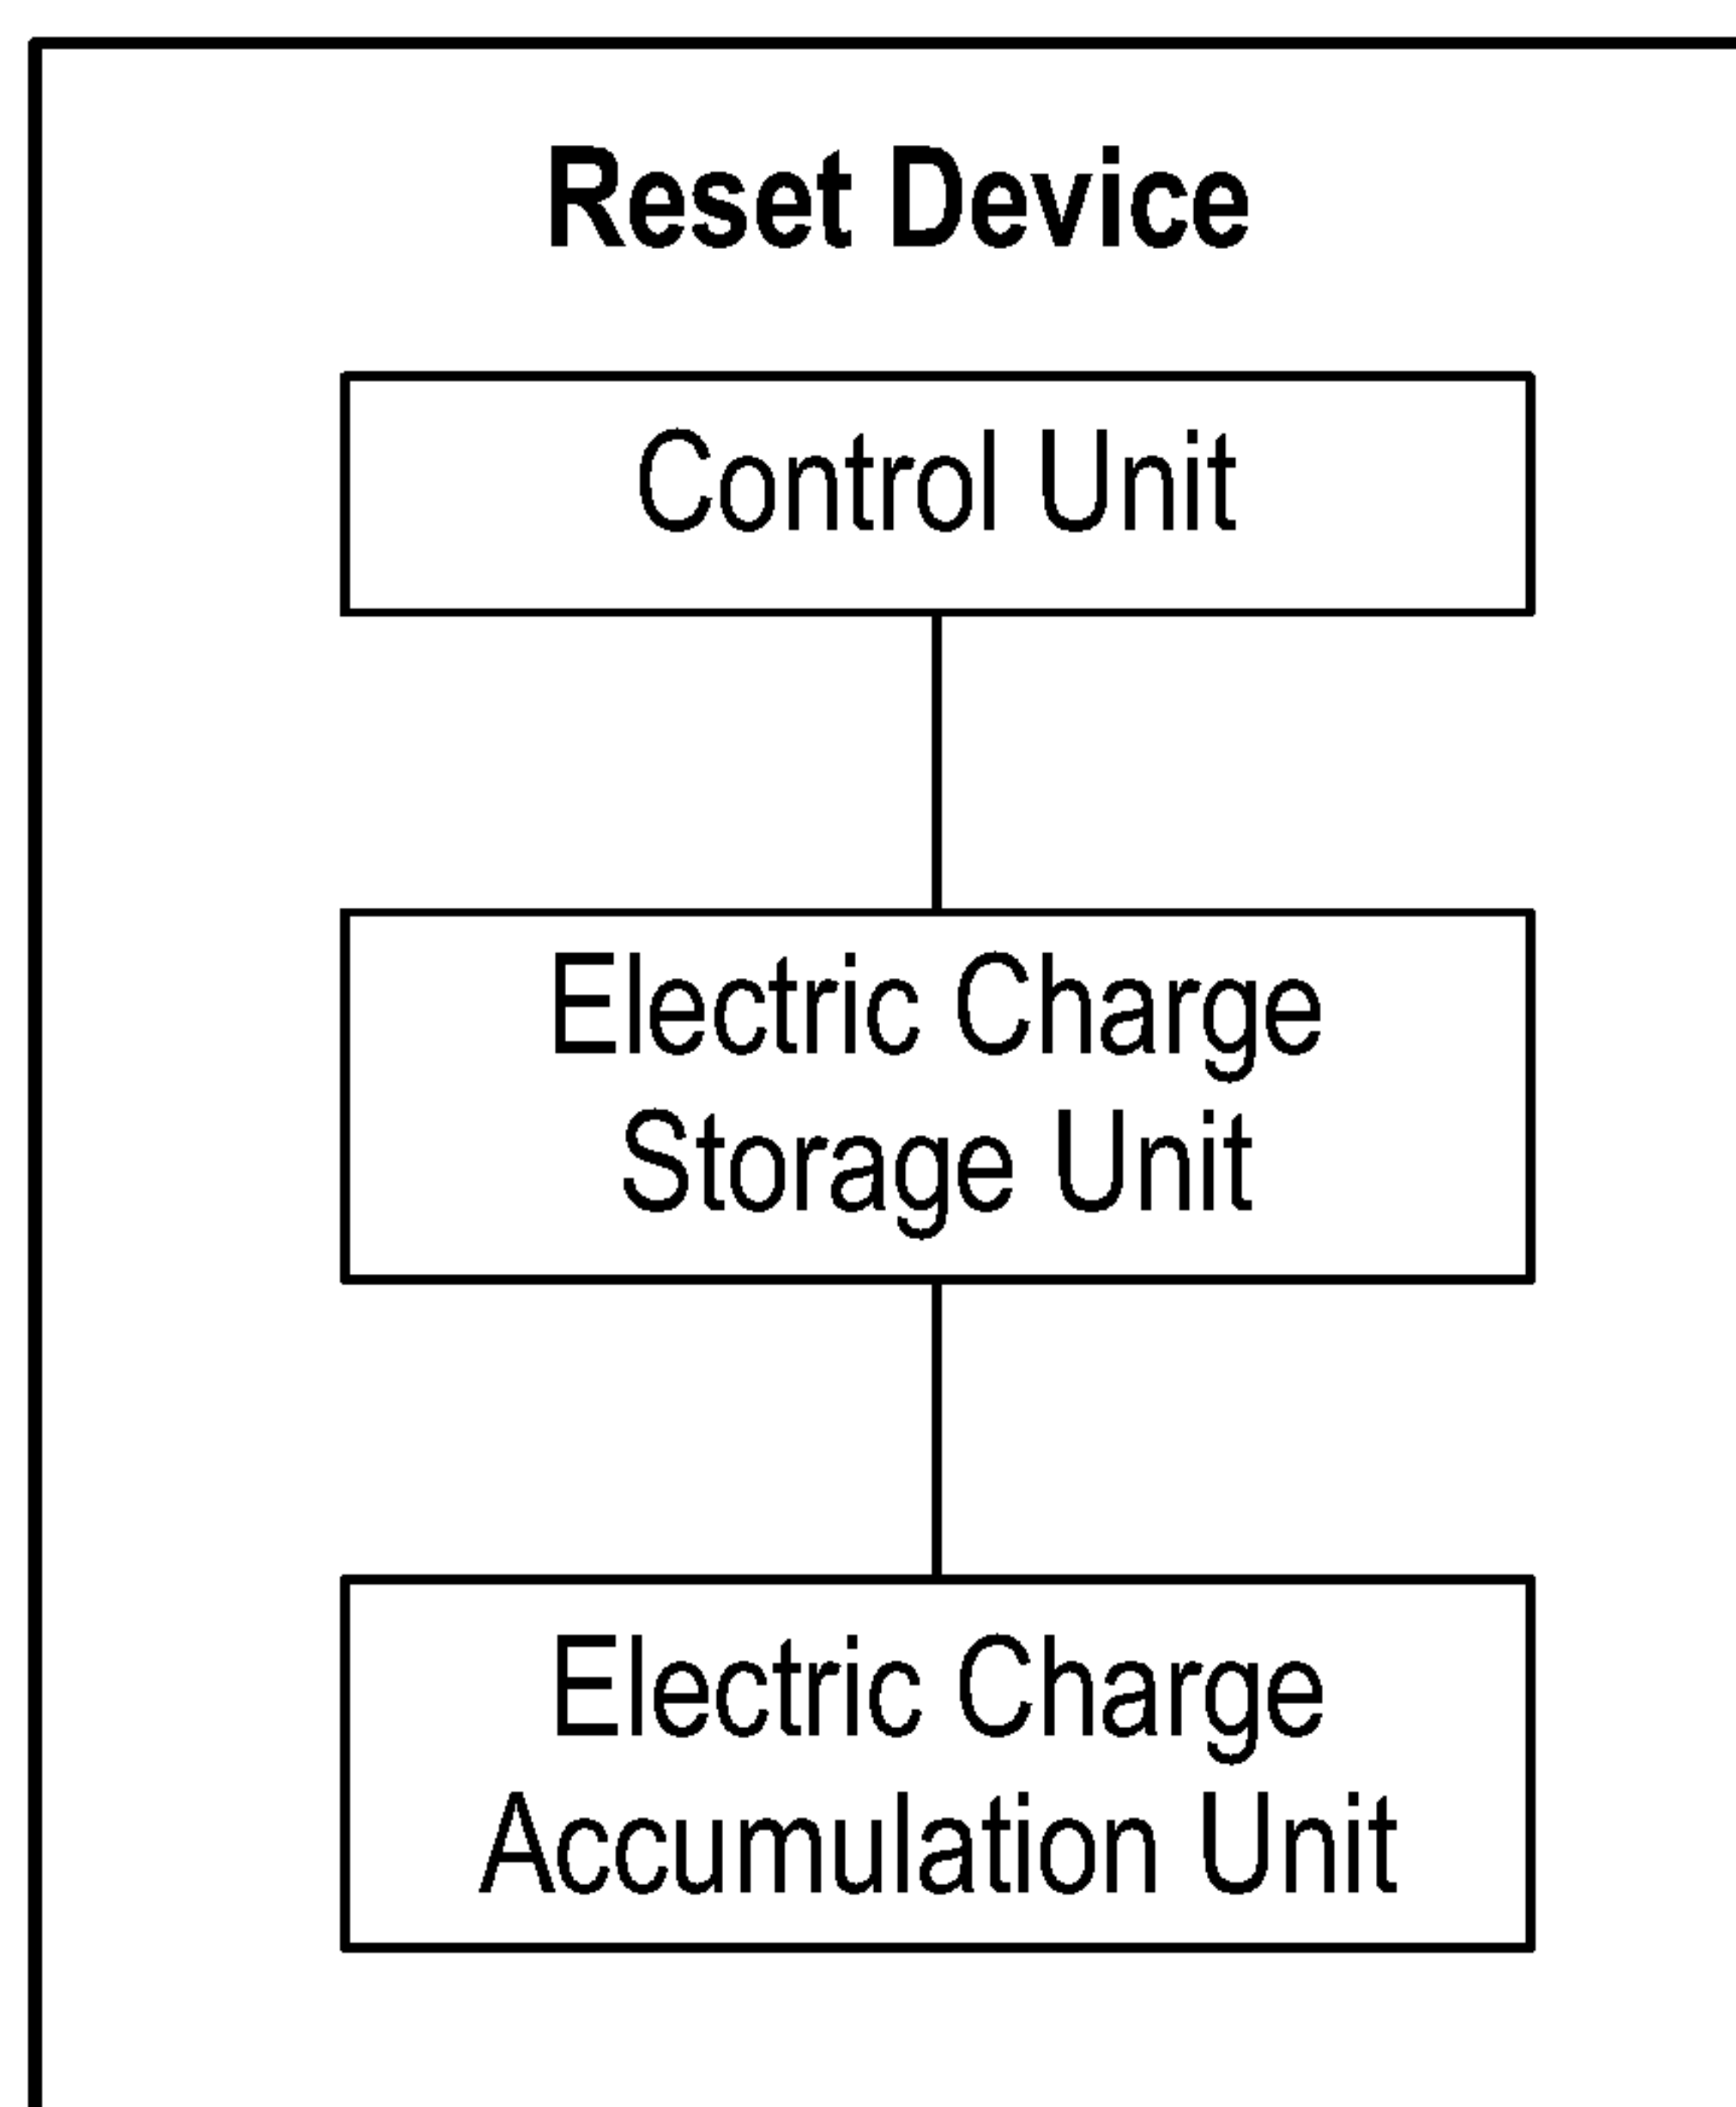 Reset Device
Control Unit
Electric Charge
Storage Unit
Electric Charge
Accumulation Unit